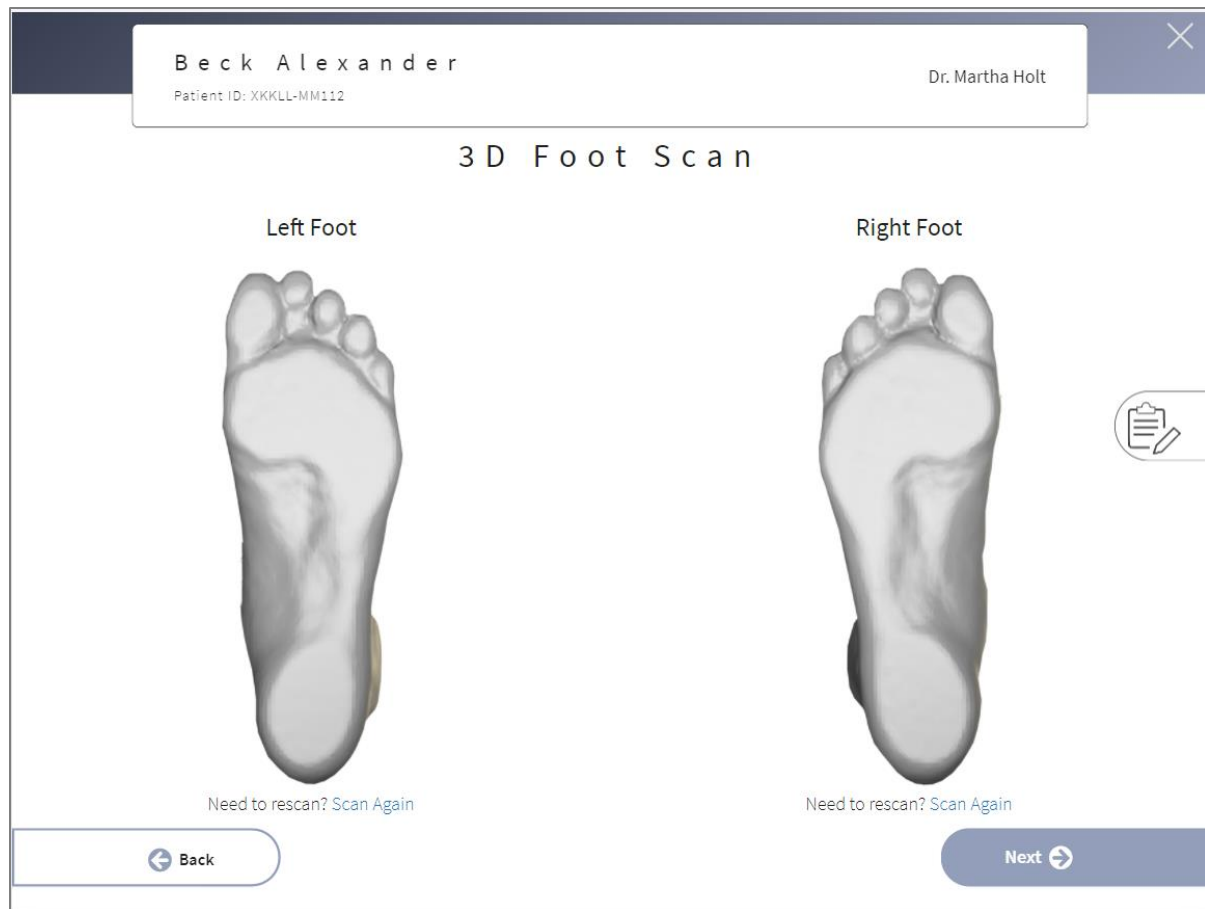 Beck Alexander
Patient ID: XKKLL-MM112
Dr. Martha Holt
3D Foot Scan
Left Foot
Right Foot
Need to rescan? Scan Again
Need to rescan? Scan Again
Back
Next